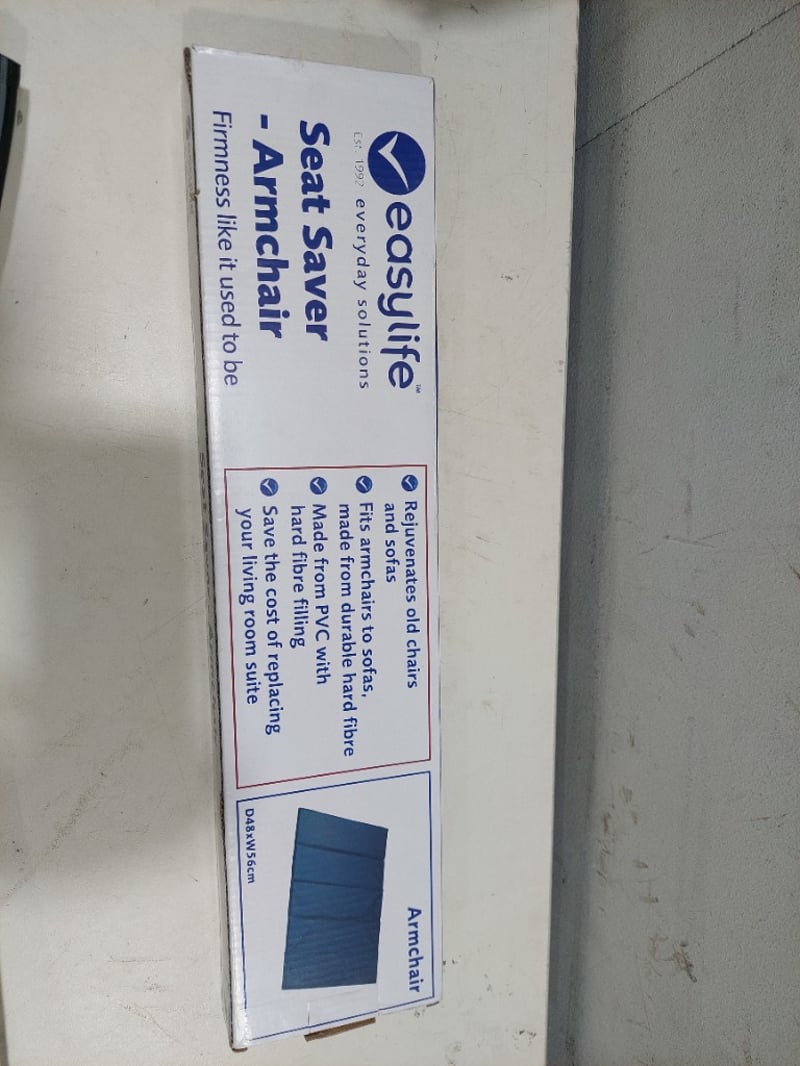 easylife™
Est. 1992 everyday solutions
Seat Saver
- Armchair
Firmness like it used to be
Rejuvenates old chairs
and sofas
Fits armchairs to sofas,
made from durable hard fibre
Made from PVC with
hard fibre filling
Save the cost of replacing
your living room suite
Armchair
D48xW56cm